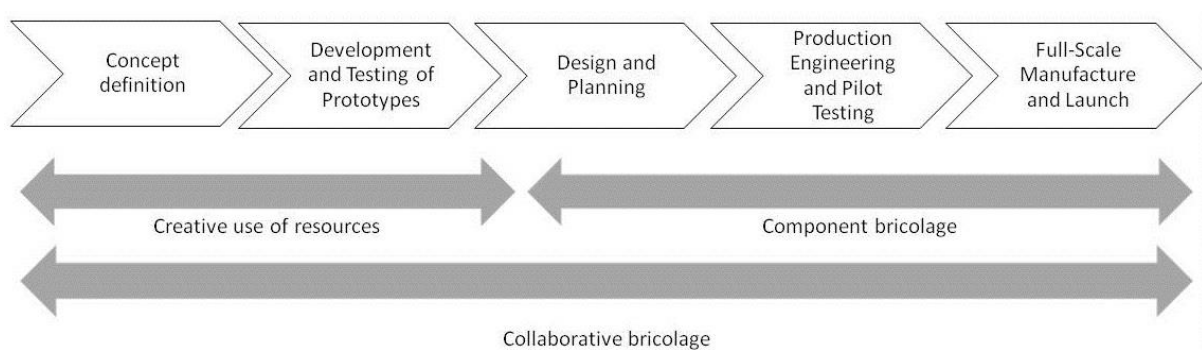 Concept
definition
Development
and Testing of
Prototypes
Design and
Planning
Production
Engineering
and Pilot
Testing
Full-Scale
Manufacture
and Launch
Creative use of resources
Component bricolage
Collaborative bricolage